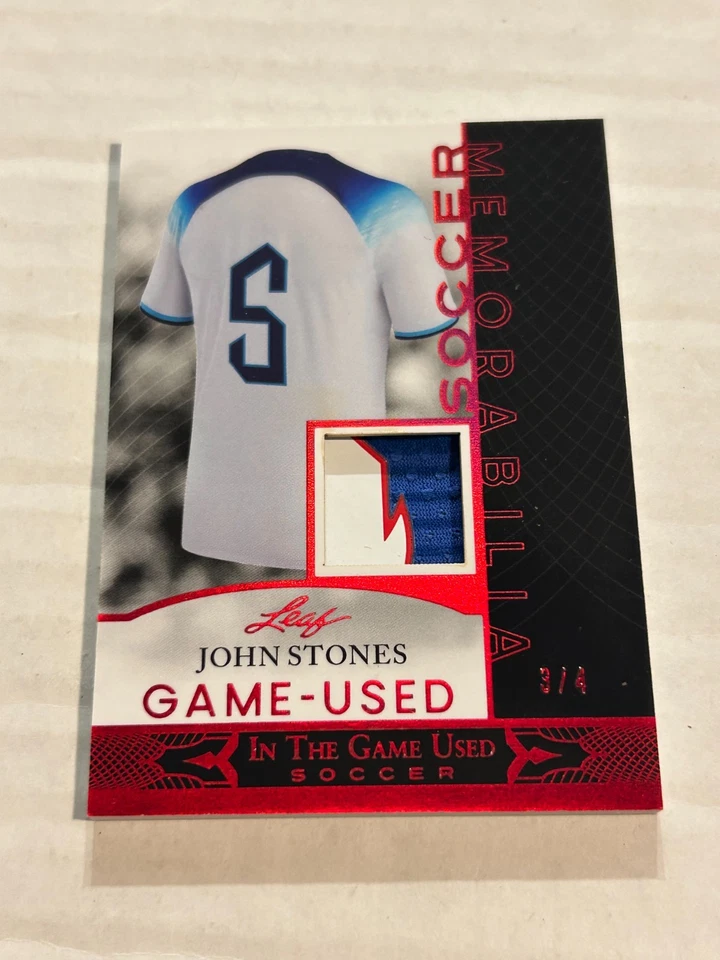 5
SOCCER
MEMORABILIA
Leaf
JOHN STONES
GAME-USED
3/4
IN THE GAME USED
SOCCER